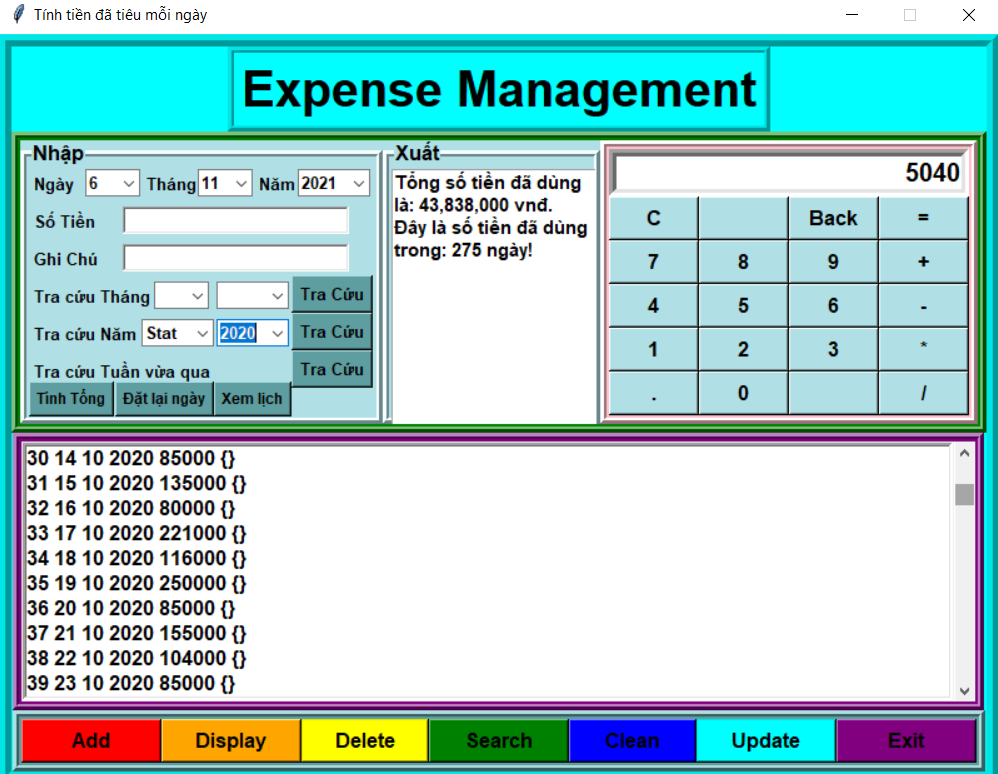 Tính tiền đã tiêu mỗi ngày
Expense Management
Nhập
Ngày 6 Tháng 11 Năm 2021
Số Tiền
Ghi Chú
Tra cứu Tháng Tra Cứu
Tra cứu Năm Stat 2020 Tra Cứu
Tra cứu Tuần vừa qua Tra Cứu
Tính Tổng Đặt lại ngày Xem lịch
Xuất
Tổng số tiền đã dùng
là: 43,838,000 vnđ.
Đây là số tiền đã dùng
trong: 275 ngày!
5040
C Back =
7 8 9 +
4 5 6 -
1 2 3 *
. 0 /
30 14 10 2020 85000 {}
31 15 10 2020 135000 {}
32 16 10 2020 80000 {}
33 17 10 2020 221000 {}
34 18 10 2020 116000 {}
35 19 10 2020 250000 {}
36 20 10 2020 85000 {}
37 21 10 2020 155000 {}
38 22 10 2020 104000 {}
39 23 10 2020 85000 {}
Add Display Delete Search Clean Update Exit